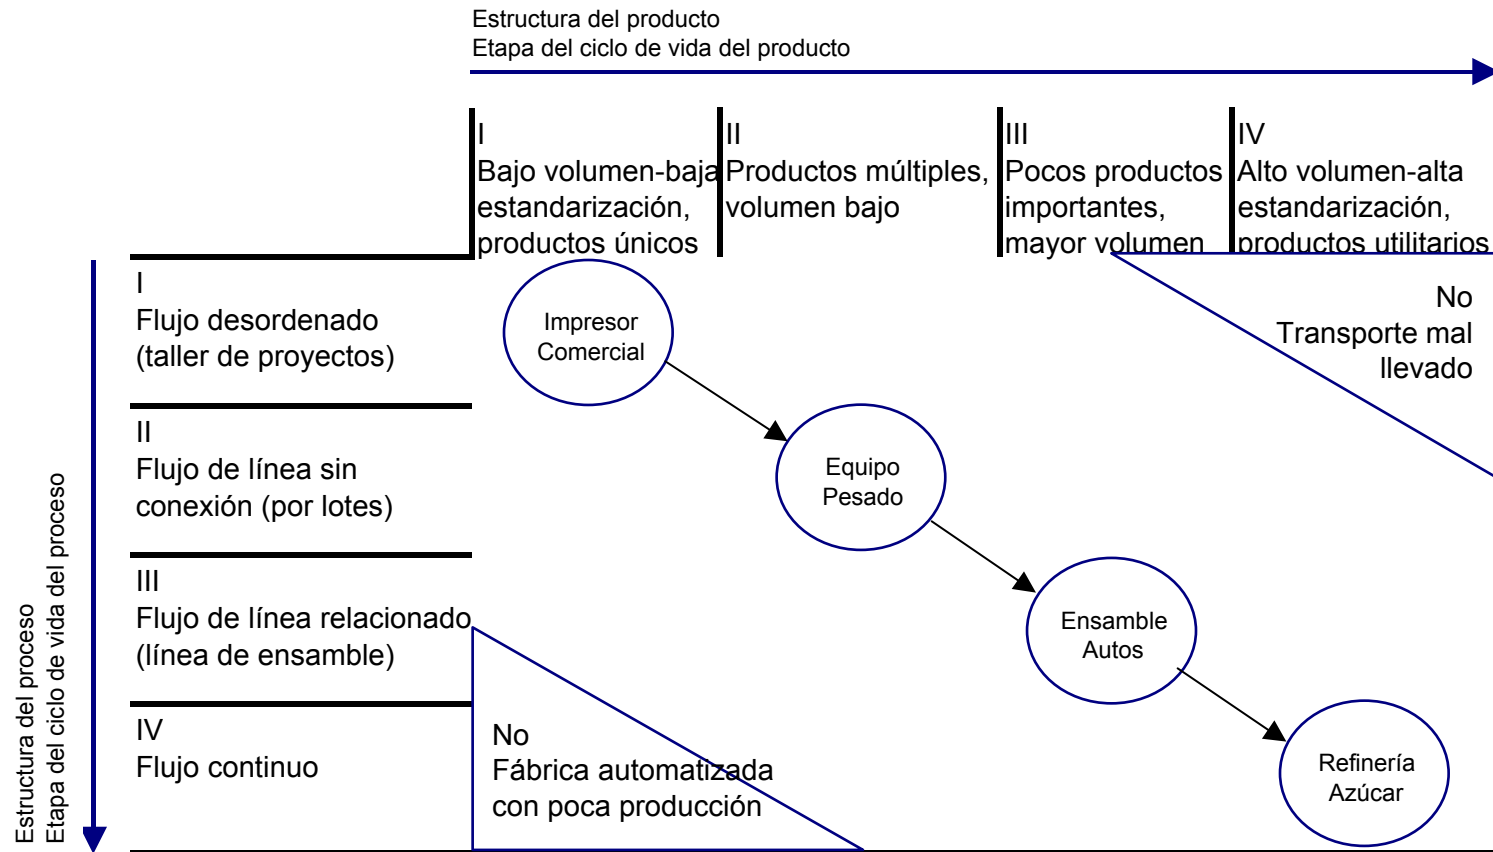 Estructura del producto
Etapa del ciclo de vida del producto
I
Bajo volumen-baja
estandarización,
productos únicos
II
Productos múltiples,
volumen bajo
III
Pocos productos
importantes,
mayor volumen
IV
Alto volumen-alta
estandarización,
productos utilitarios
Estructura del proceso
Etapa del ciclo de vida del proceso
I
Flujo desordenado
(taller de proyectos)
Impresor
Comercial
No
Transporte mal
llevado
II
Flujo de línea sin
conexión (por lotes)
Equipo
Pesado
III
Flujo de línea relacionado
(línea de ensamble)
Ensamble
Autos
IV
Flujo continuo
No
Fábrica automatizada
con poca producción
Refinería
Azúcar